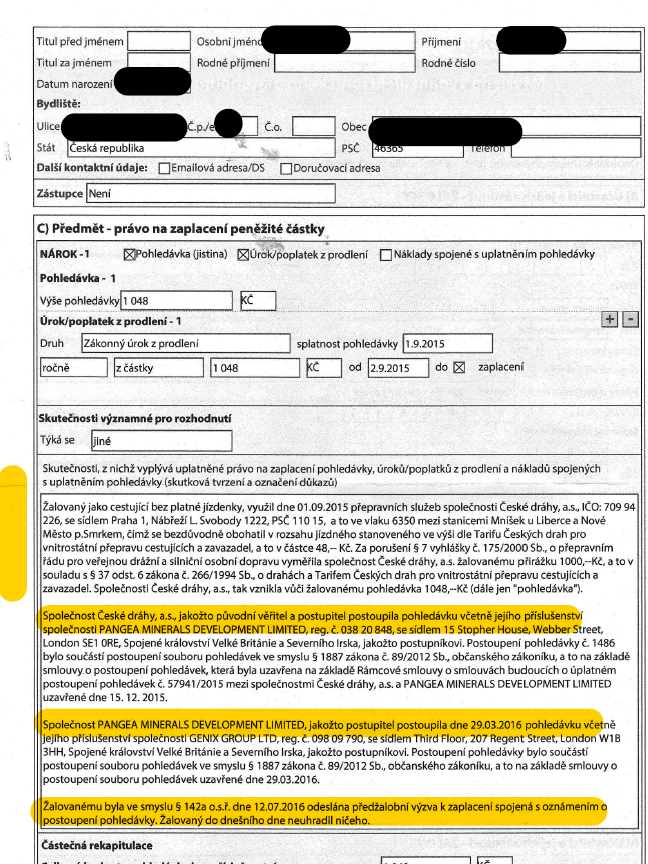 Titul před jménem Osobní jméno Příjmení
Titul za jménem Rodné příjmení Rodné číslo
Datum narození
Bydliště:
Ulice Č.p./e Č.o. Obec
Stát Česká republika PSČ 46365 Telefon
Další kontaktní údaje: Emailová adresa/DS Doručovací adresa
Zástupce Není
C) Předmět - právo na zaplacení peněžité částky
NÁROK - 1 Pohledávka (jistina) Úrok/poplatek z prodlení Náklady spojené s uplatněním pohledávky
Pohledávka - 1
Výše pohledávky 1 048 KČ
Úrok/poplatek z prodlení - 1 + -
Druh Zákonný úrok z prodlení splatnost pohledávky 1.9.2015
ročně z částky 1 048 KČ od 2.9.2015 do zaplacení
Skutečnosti významné pro rozhodnutí
Týká se jiné
Skutečnosti, z nichž vyplývá uplatněné právo na zaplacení pohledávky, úroků/poplatků z prodlení a nákladů spojených
s uplatněním pohledávky (skutková tvrzení a označení důkazů)
Žalovaný jako cestující bez platné jízdenky, využil dne 01.09.2015 přepravních služeb společnosti České dráhy, a.s., IČO: 709 94
226, se sídlem Praha 1, Nábřeží L. Svobody 1222, PSČ 110 15, a to ve vlaku 6350 mezi stanicemi Mníšek u Liberce a Nové
Město p.Smrkem, čímž se bezdůvodně obohatil v rozsahu jízdného stanoveného ve výši dle Tarifu Českých drah pro
vnitrostátní přepravu cestujících a zavazadel, a to v částce 48,-- Kč. Za porušení § 7 vyhlášky č. 175/2000 Sb., o přepravním
řádu pro veřejnou drážní a silniční osobní dopravu vyměřila společnost České dráhy, a.s. žalovanému přirážku 1000,--Kč, a to v
souladu s § 37 odst. 6 zákona č. 266/1994 Sb., o drahách a Tarifem Českých drah pro vnitrostátní přepravu cestujících a
zavazadel. Společnosti České dráhy, a.s., tak vznikla vůči žalovanému pohledávka 1048,--Kč (dále jen "pohledávka").
Společnost České dráhy, a.s., jakožto původní věřitel a postupitel postoupila pohledávku včetně jejího příslušenství
společnosti PANGEA MINERALS DEVELOPMENT LIMITED, reg. č. 038 20 848, se sídlem 15 Stopher House, Webber Street,
London SE1 0RE, Spojené království Velké Británie a Severního Irska, jakožto postupníkovi. Postoupení pohledávky č. 1486
bylo součástí postoupení souboru pohledávek ve smyslu § 1887 zákona č. 89/2012 Sb., občanského zákoníku, a to na základě
smlouvy o postoupení pohledávek, která byla uzavřena na základě Rámcové smlouvy o smlouvách budoucích o úplatném
postoupení pohledávek č. 57941/2015 mezi společnostmi České dráhy, a.s. a PANGEA MINERALS DEVELOPMENT LIMITED
uzavřené dne 15. 12. 2015.
Společnost PANGEA MINERALS DEVELOPMENT LIMITED, jakožto postupitel postoupila dne 29.03.2016 pohledávku včetně
jejího příslušenství společnosti GENIX GROUP LTD, reg. č. 098 09 790, se sídlem Third Floor, 207 Regent Street, London W1B
3HH, Spojené království Velké Británie a Severního Irska, jakožto postupníkovi. Postoupení pohledávky bylo součástí
postoupení souboru pohledávek ve smyslu § 1887 zákona č. 89/2012 Sb., občanského zákoníku, a to na základě smlouvy o
postoupení souboru pohledávek uzavřené dne 29.03.2016.
Žalovanému byla ve smyslu § 142a o.s.ř. dne 12.07.2016 odeslána předžalobní výzva k zaplacení spojená s oznámením o
postoupení pohledávky. Žalovaný do dnešního dne neuhradil ničeho.
Částečná rekapitulace